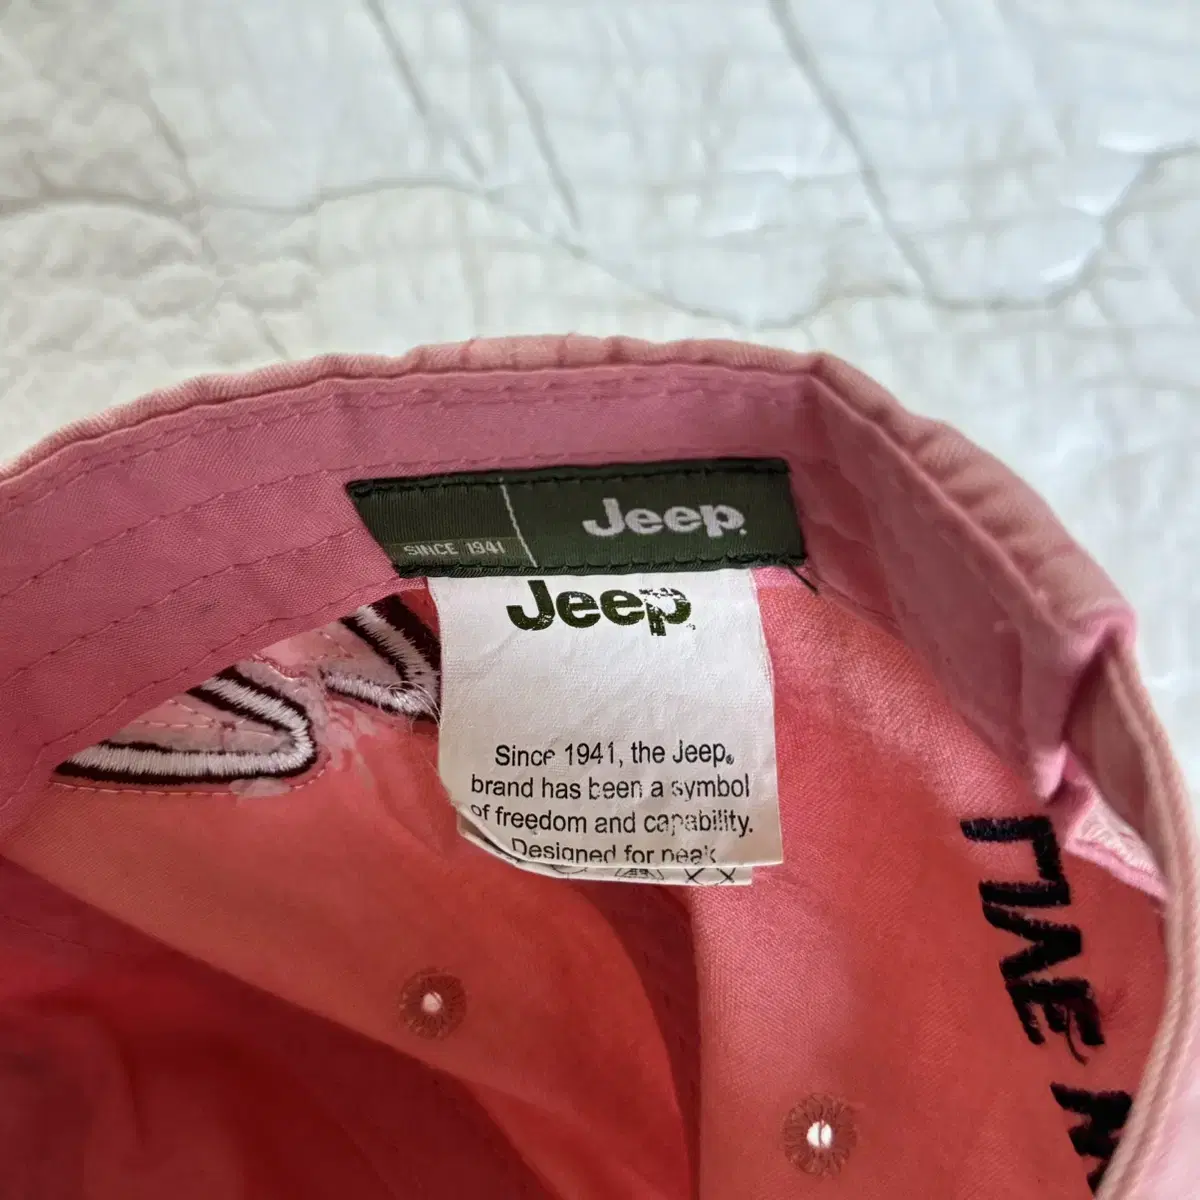 SINCE 1941
Jeep.
Jeep
Since 1941, the Jeep®
brand has been a symbol
of freedom and capability.
Designed for peak